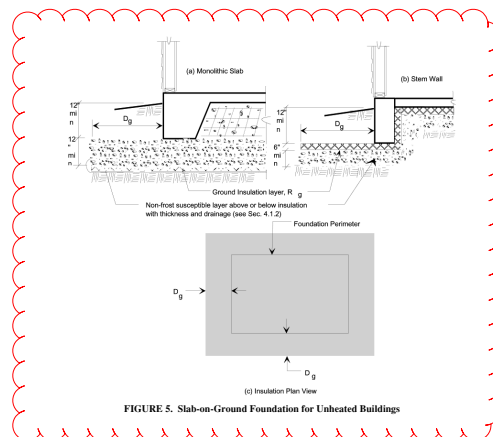 (a) Monolithic Slab
(b) Stem Wall
12"
mi
n
D g
12
"
mi
n
12"
mi
n
D g
6"
mi
n
Ground Insulation layer, R g
Non-frost susceptible layer above or below insulation
with thickness and drainage (see Sec. 4.1.2)
Foundation Perimeter
D g
D g
(c) Insulation Plan View
FIGURE 5. Slab-on-Ground Foundation for Unheated Buildings